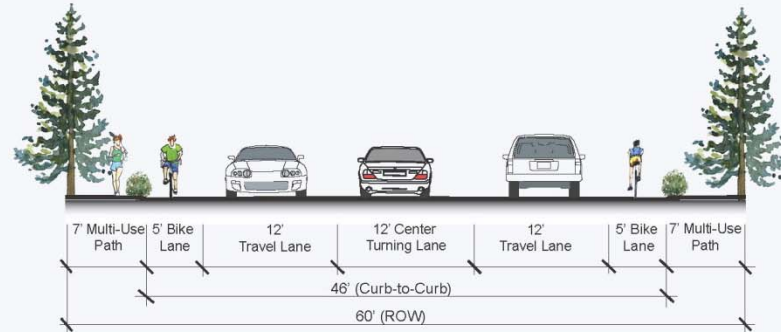 7' Multi-Use
Path
5' Bike
Lane
12'
Travel Lane
12' Center
Turning Lane
12'
Travel Lane
5' Bike
Lane
7' Multi-Use
Path
46' (Curb-to-Curb)
60' (ROW)